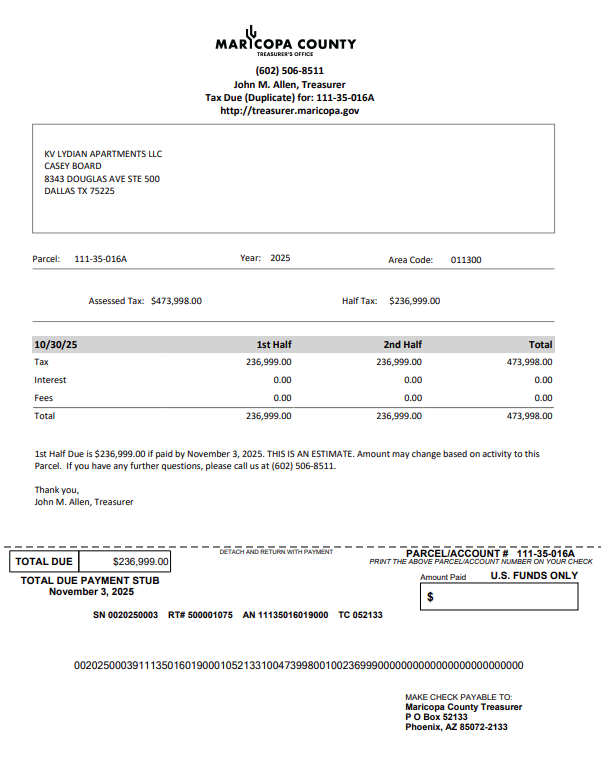 MARICOPA COUNTY
TREASURER'S OFFICE
(602) 506-8511
John M. Allen, Treasurer
Tax Due (Duplicate) for: 111-35-016A
http://treasurer.maricopa.gov
KV LYDIAN APARTMENTS LLC
CASEY BOARD
8343 DOUGLAS AVE STE 500
DALLAS TX 75225
Parcel: 111-35-016A Year: 2025 Area Code: 011300
Assessed Tax: $473,998.00 Half Tax: $236,999.00
10/30/25 1st Half 2nd Half Total
Tax 236,999.00 236,999.00 473,998.00
Interest 0.00 0.00 0.00
Fees 0.00 0.00 0.00
Total 236,999.00 236,999.00 473,998.00
1st Half Due is $236,999.00 if paid by November 3, 2025. THIS IS AN ESTIMATE. Amount may change based on activity to this
Parcel. If you have any further questions, please call us at (602) 506-8511.
Thank you,
John M. Allen, Treasurer
TOTAL DUE $236,999.00
DETACH AND RETURN WITH PAYMENT
PARCEL/ACCOUNT # 111-35-016A
PRINT THE ABOVE PARCEL/ACCOUNT NUMBER ON YOUR CHECK
TOTAL DUE PAYMENT STUB
November 3, 2025
Amount Paid U.S. FUNDS ONLY
$
SN 0020250003 RT# 500001075 AN 11135016019000 TC 052133
0020250003911135016019000105213310047399800100236999000000000000000000000000
MAKE CHECK PAYABLE TO:
Maricopa County Treasurer
P O Box 52133
Phoenix, AZ 85072-2133